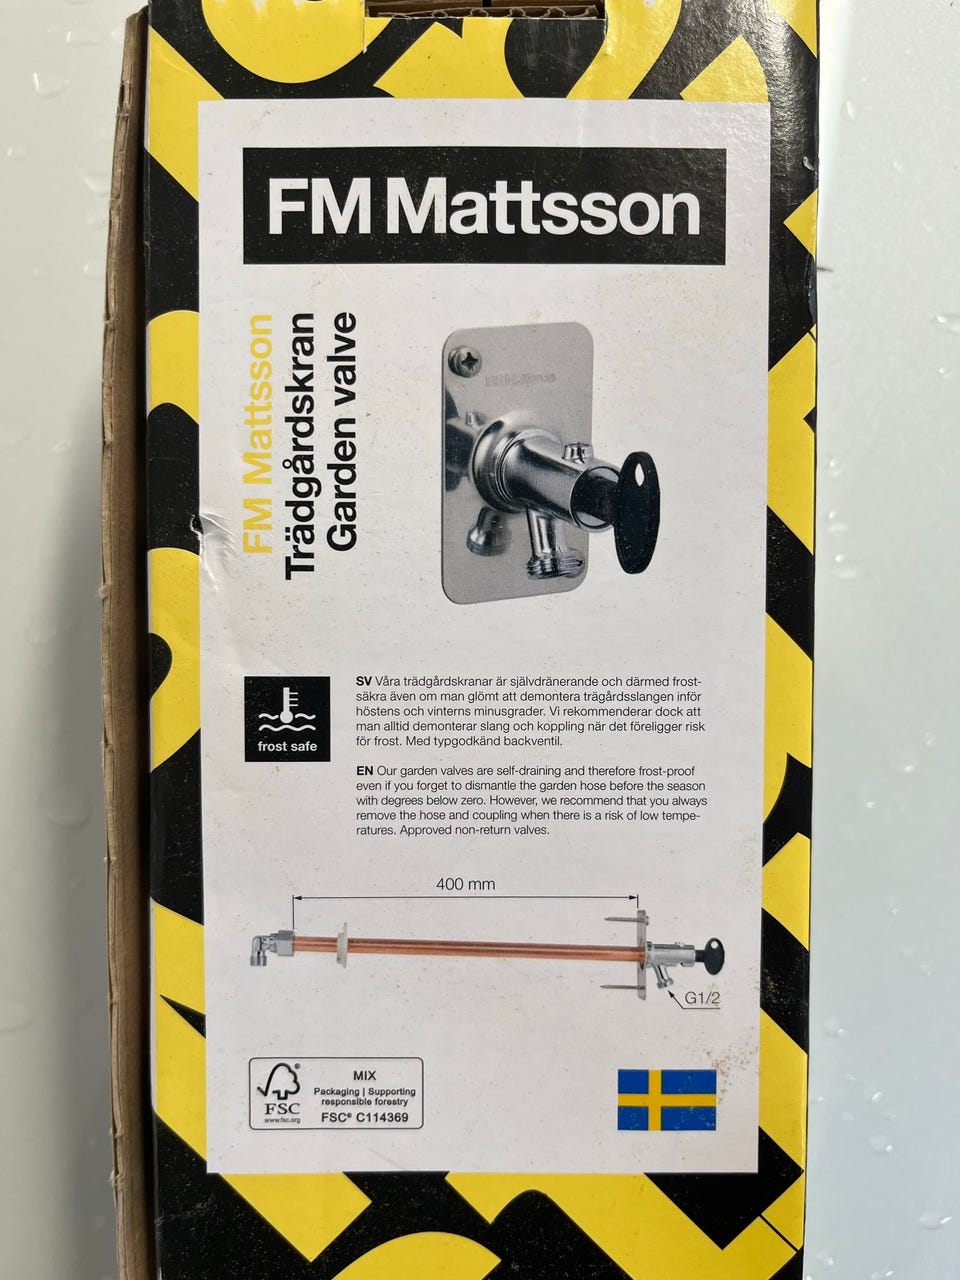 FM Mattsson
FM Mattsson
Trädgårdskran
Garden valve
frost safe
SV Våra trädgårdskranar är självdränerande och därmed frost-
säkra även om man glömt att demontera trägårdsslangen inför
höstens och vinterns minusgrader. Vi rekommenderar dock att
man alltid demonterar slang och koppling när det föreligger risk
för frost. Med typgodkänd backventil.
EN Our garden valves are self-draining and therefore frost-proof
even if you forget to dismantle the garden hose before the season
with degrees below zero. However, we recommend that you always
remove the hose and coupling when there is a risk of low tempe-
ratures. Approved non-return valves.
400 mm
G1/2
FSC
www.fsc.org
MIX
Packaging | Supporting
responsible forestry
FSC® C114369